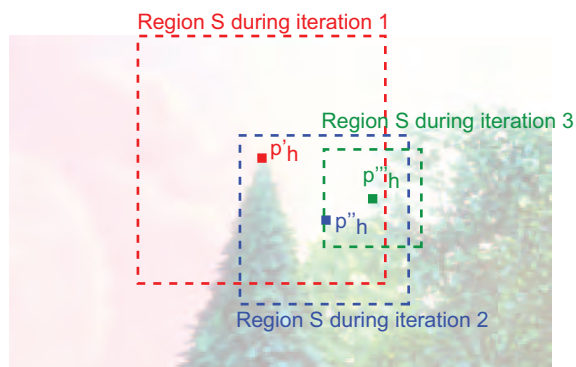 Region S during iteration 1
Region S during iteration 3
p'h
p'''h
p''h
Region S during iteration 2